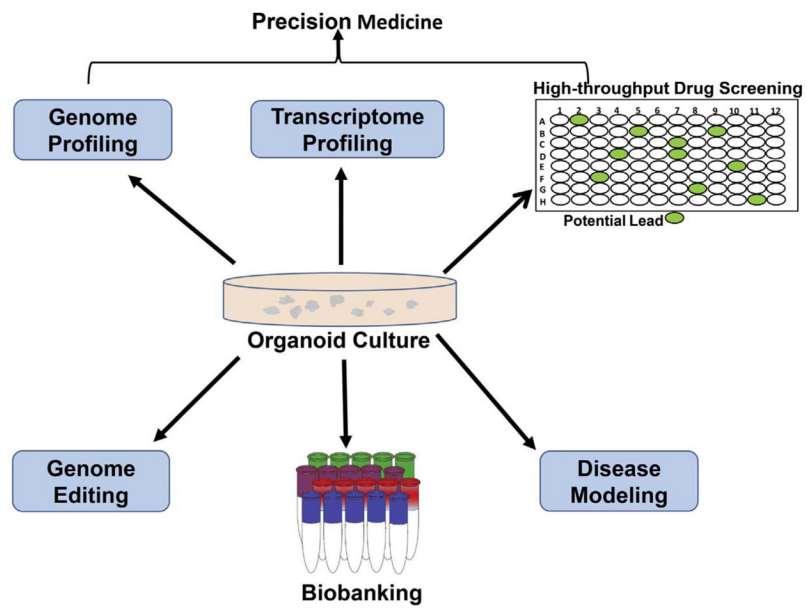 Precision Medicine
Genome
Profiling
Transcriptome
Profiling
High-throughput Drug Screening
1 2 3 4 5 6 7 8 9 10 11 12
A
B
C
D
E
F
G
H
Potential Lead
Organoid Culture
Genome
Editing
Biobanking
Disease
Modeling